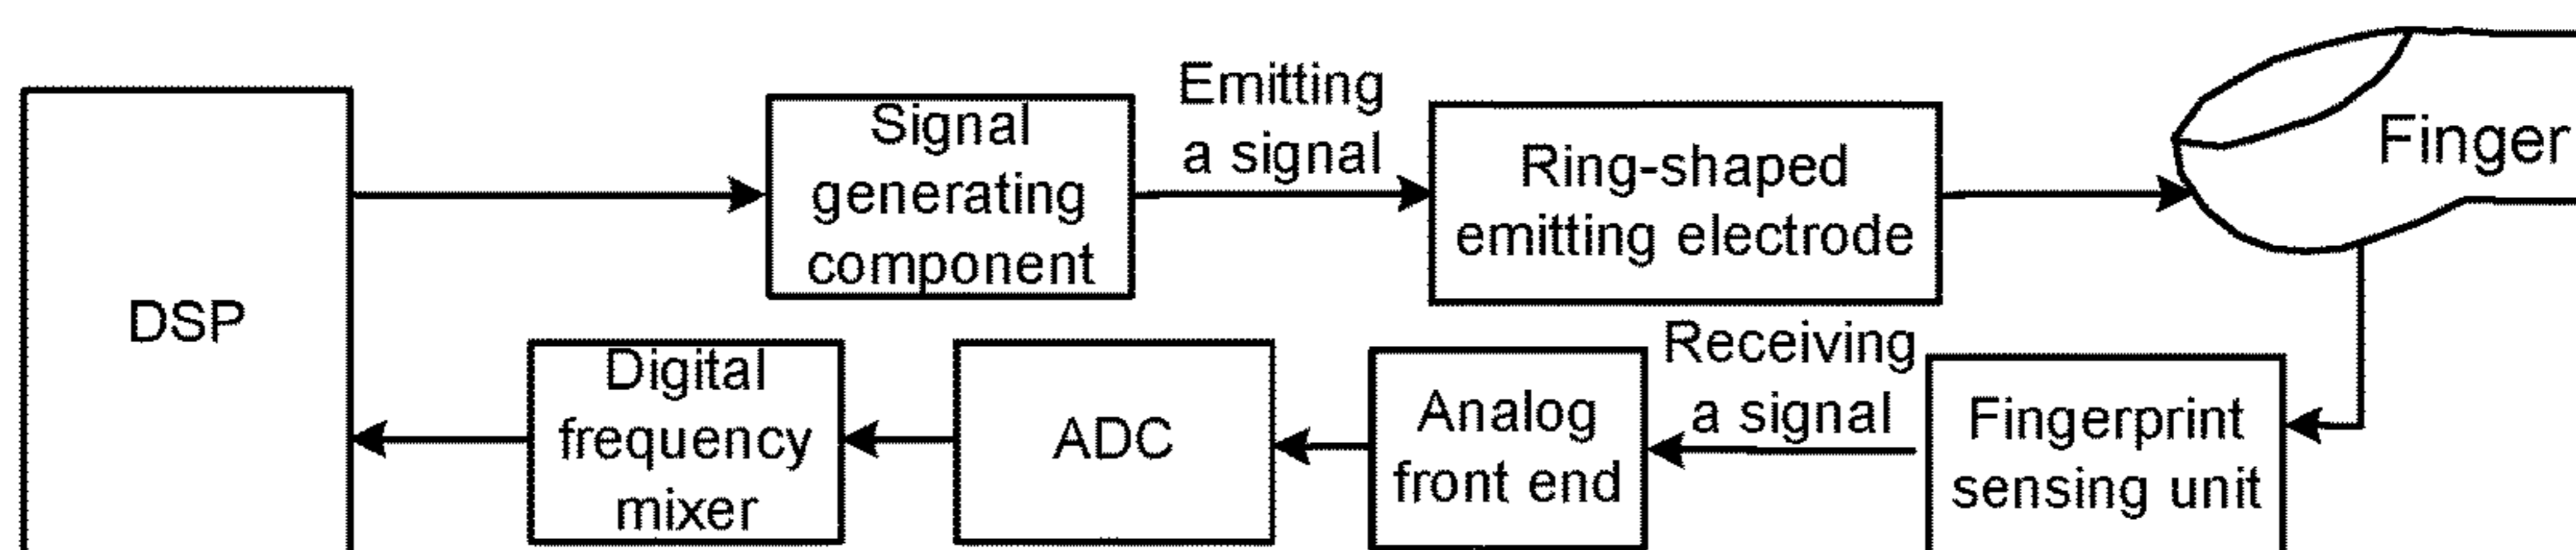 Emitting
a signal
Signal
generating
component
Ring-shaped
emitting electrode
Finger
DSP
Digital
frequency
mixer
ADC
Analog
front end
Receiving
a signal
Fingerprint
sensing unit